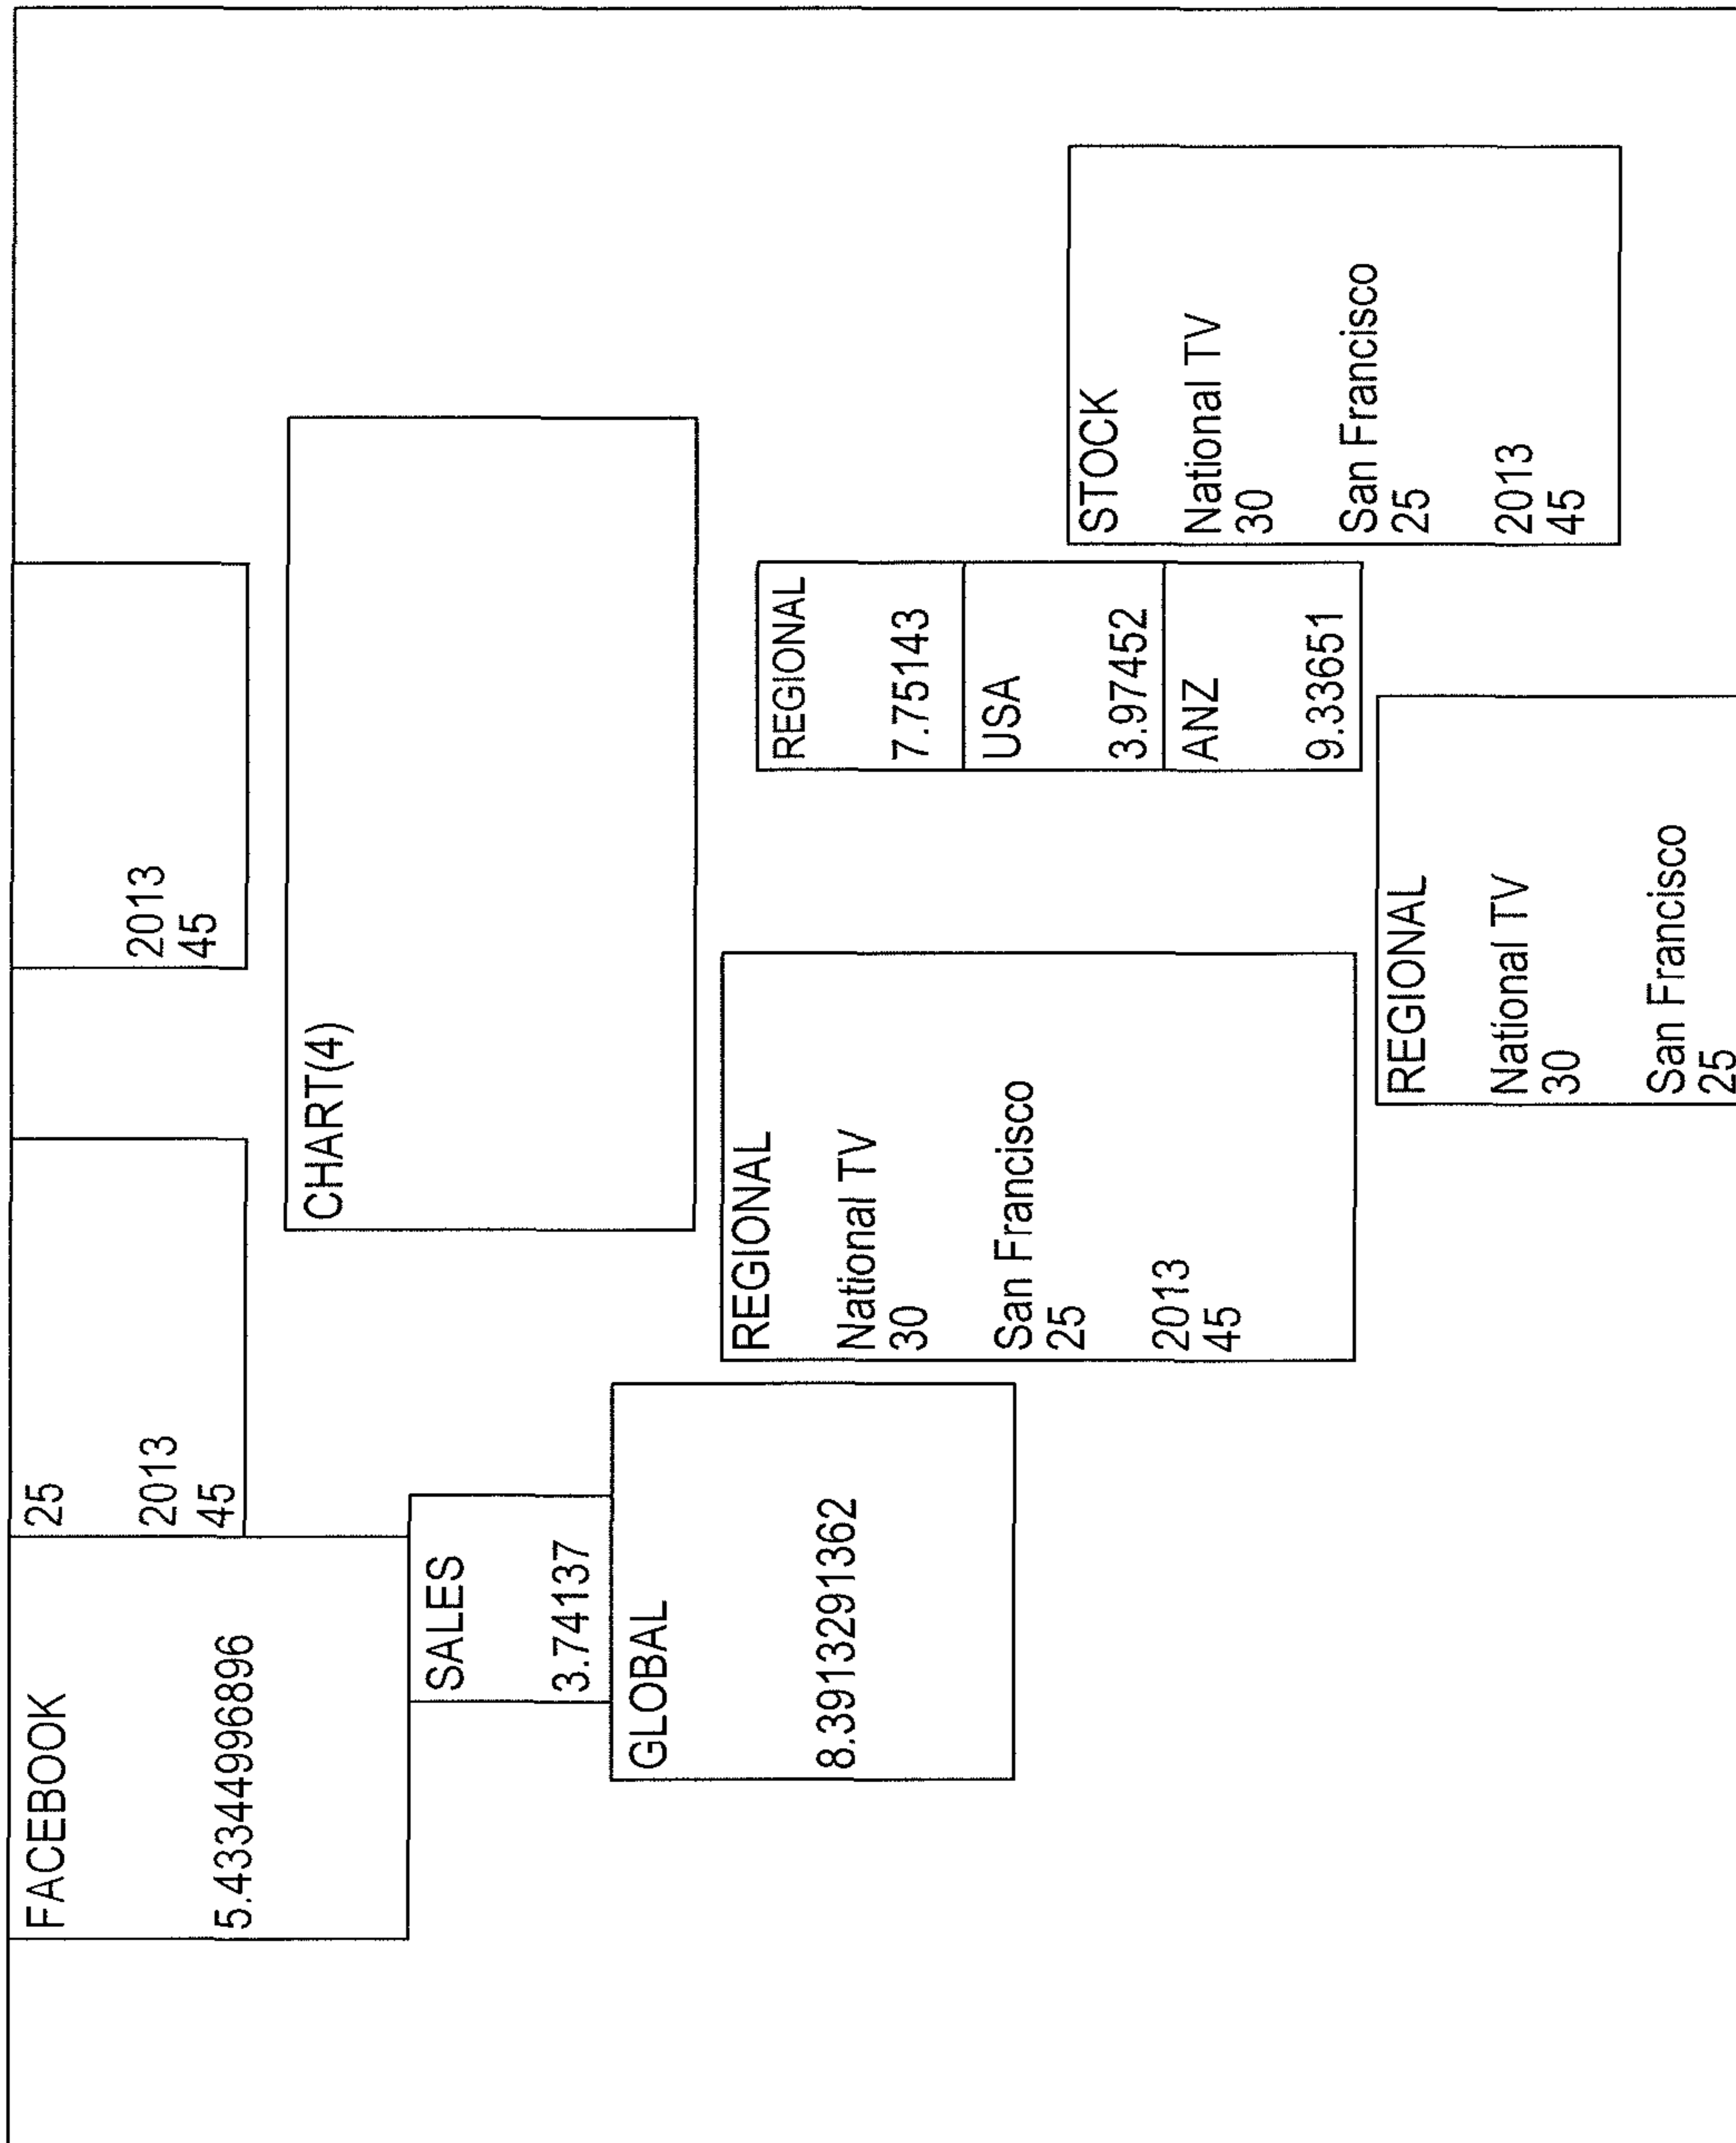 FACEBOOK
5.43344996896
25
2013
45
2013
45
SALES
3.74137
GLOBAL
8.39132991362
CHART(4)
REGIONAL
National TV
30
San Francisco
25
2013
45
REGIONAL
7.75143
USA
3.97452
ANZ
9.33651
STOCK
National TV
30
San Francisco
25
2013
45
REGIONAL
National TV
30
San Francisco
25